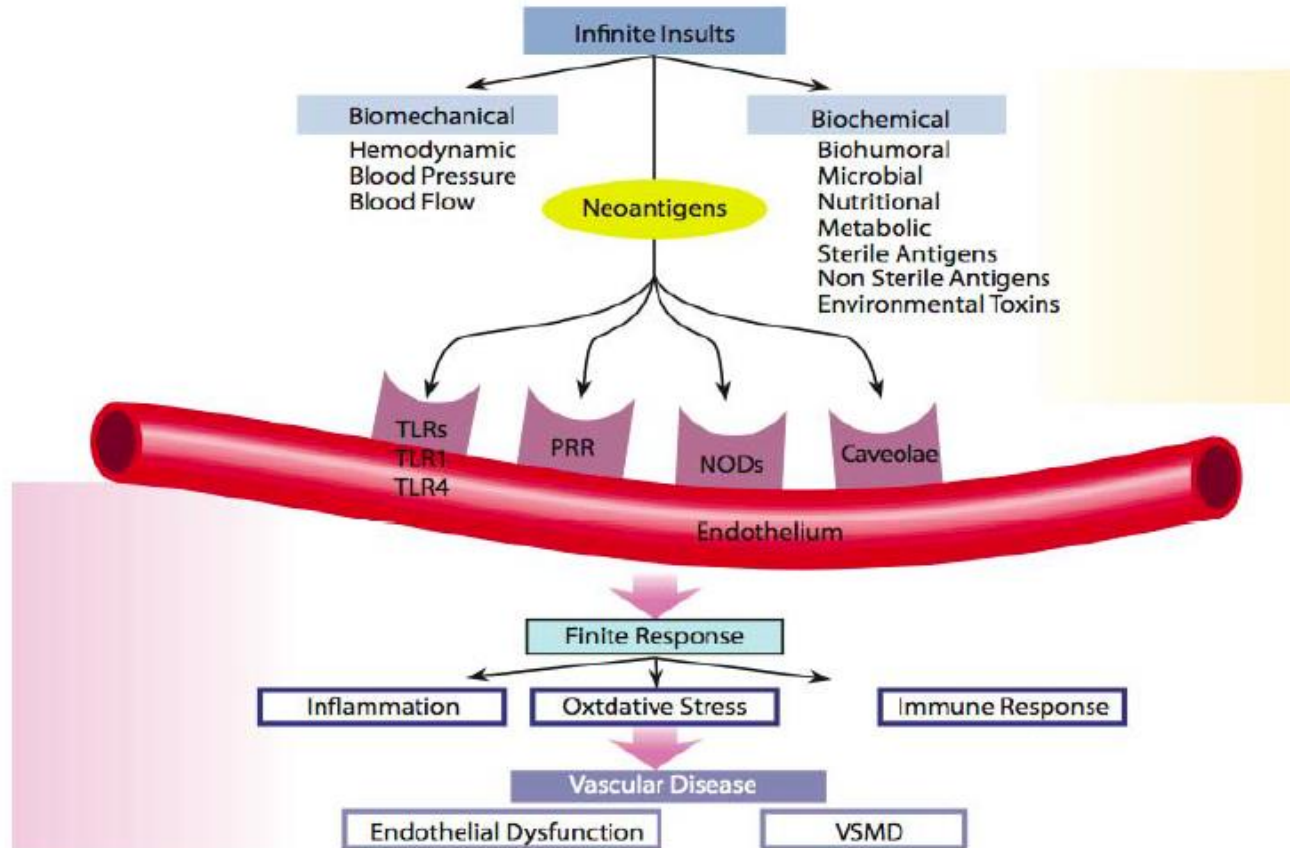 Infinite Insults
Biomechanical
Hemodynamic
Blood Pressure
Blood Flow
Neoantigens
Biochemical
Biohumoral
Microbial
Nutritional
Metabolic
Sterile Antigens
Non Sterile Antigens
Environmental Toxins
TLRs
TLR1
TLR4
PRR
NODs
Caveolae
Endothelium
Finite Response
Inflammation
Oxtdative Stress
Immune Response
Vascular Disease
Endothelial Dysfunction
VSMD